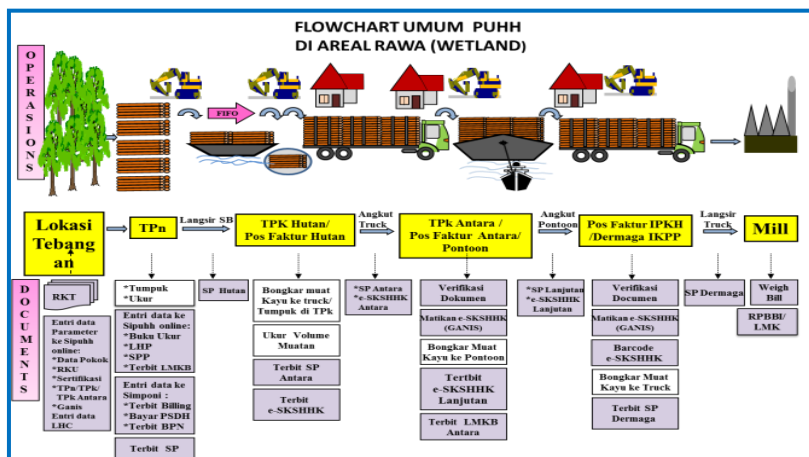 FLOWCHART UMUM PUHH
DI AREAL RAWA (WETLAND)
OPERASIONS
FIFO
Lokasi
Tebang
an
Langsir SB
TPn
TPK Hutan/
Pos Faktur Hutan
Angkut
Truck
TPk Antara /
Pos Faktur Antara/
Pontoon
Angkut
Pontoon
Pos Faktur IPKH
/Dermaga IKPP
Langsir
Truck
Mill
DOCUMENTS
RKT
Entri data
Parameter
ke Sipuhh
online:
*Data Pokok
*RKU
*Sertifikasi
*TPn/TPk/
TPk Antara
*Ganis
Entri data
LHC
*Tumpuk
*Ukur
Entri data ke
Sipuhh online:
*Buku Ukur
*LHP
*SPP
*Terbit LMKB
Entri data ke
Simponi :
*Terbit Billing
*Bayar PSDH
*Terbit BPN
Terbit SP
SP Hutan
Bongkar muat
Kayu ke truck/
Tumpuk di TPk
Ukur Volume
Muatan
Terbit SP
Antara
Terbit
e-SKSHHK
*SP Antara
*e-SKSHHK
Antara
Verifikasi
Dokumen
Matikan e-SKSHHK
(GANIS)
Bongkar Muat
Kayu ke Pontoon
Tertbit
e-SKSHHK
Lanjutan
Terbit LMKB
Antara
*SP Lanjutan
*e-SKSHHK
Lanjutan
Verifikasi
Documen
Matikan e-SKSHHK
(GANIS)
Barcode
e-SKSHHK
Bongkar Muat
Kayu ke Truck
Terbit SP
Dermaga
SP Dermaga
Weigh
Bill
RPBBI/
LMK